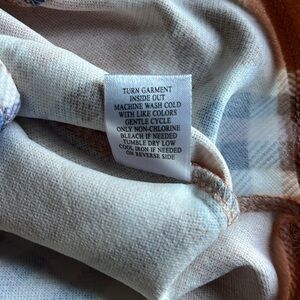 TURN GARMENT
INSIDE OUT
MACHINE WASH COLD
WITH LIKE COLORS
GENTLE CYCLE
ONLY NON-CHLORINE
BLEACH IF NEEDED
TUMBLE DRY LOW
COOL IRON IF NEEDED
ON REVERSE SIDE